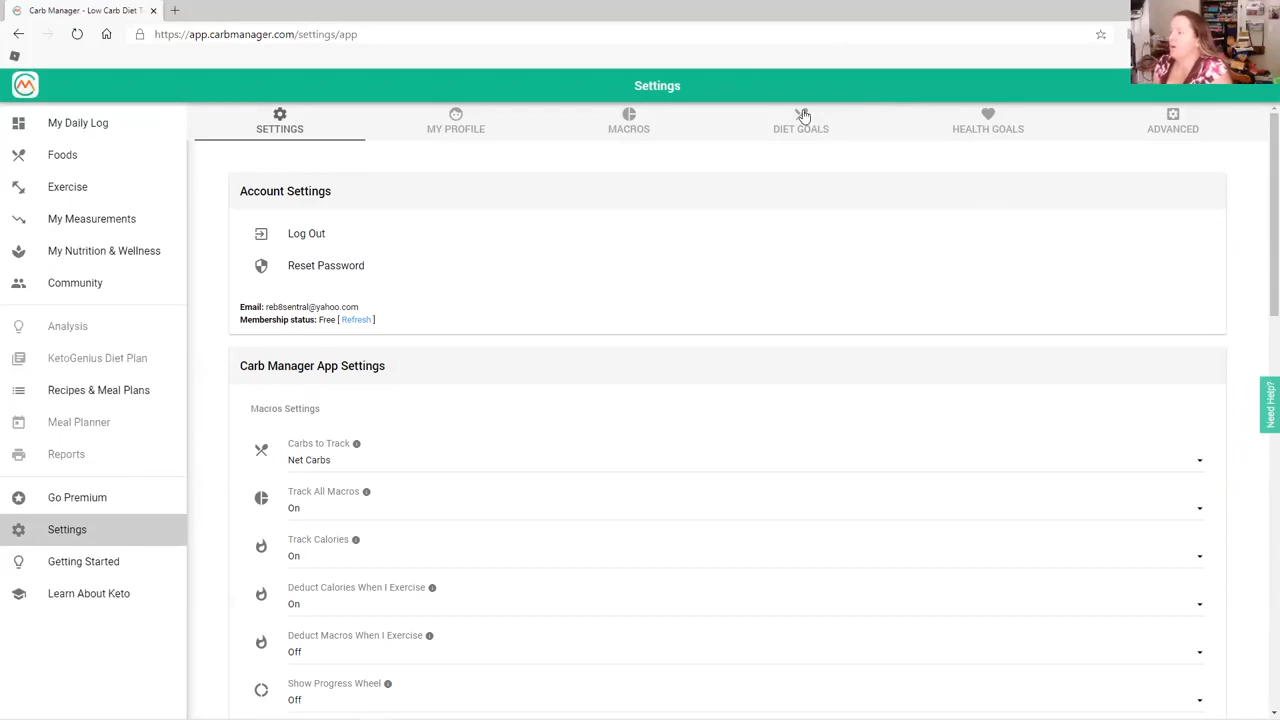 Carb Manager - Low Carb Diet T
https://app.carbmanager.com/settings/app
Settings
My Daily Log
Foods
Exercise
My Measurements
My Nutrition & Wellness
Community
Analysis
KetoGenius Diet Plan
Recipes & Meal Plans
Meal Planner
Reports
Go Premium
Settings
Getting Started
Learn About Keto
SETTINGS
MY PROFILE
MACROS
DIET GOALS
HEALTH GOALS
ADVANCED
Account Settings
Log Out
Reset Password
Email: reb8sentral@yahoo.com
Membership status: Free [ Refresh ]
Carb Manager App Settings
Macros Settings
Carbs to Track
Net Carbs
Track All Macros
On
Track Calories
On
Deduct Calories When I Exercise
On
Deduct Macros When I Exercise
Off
Show Progress Wheel
Off
Need Help?